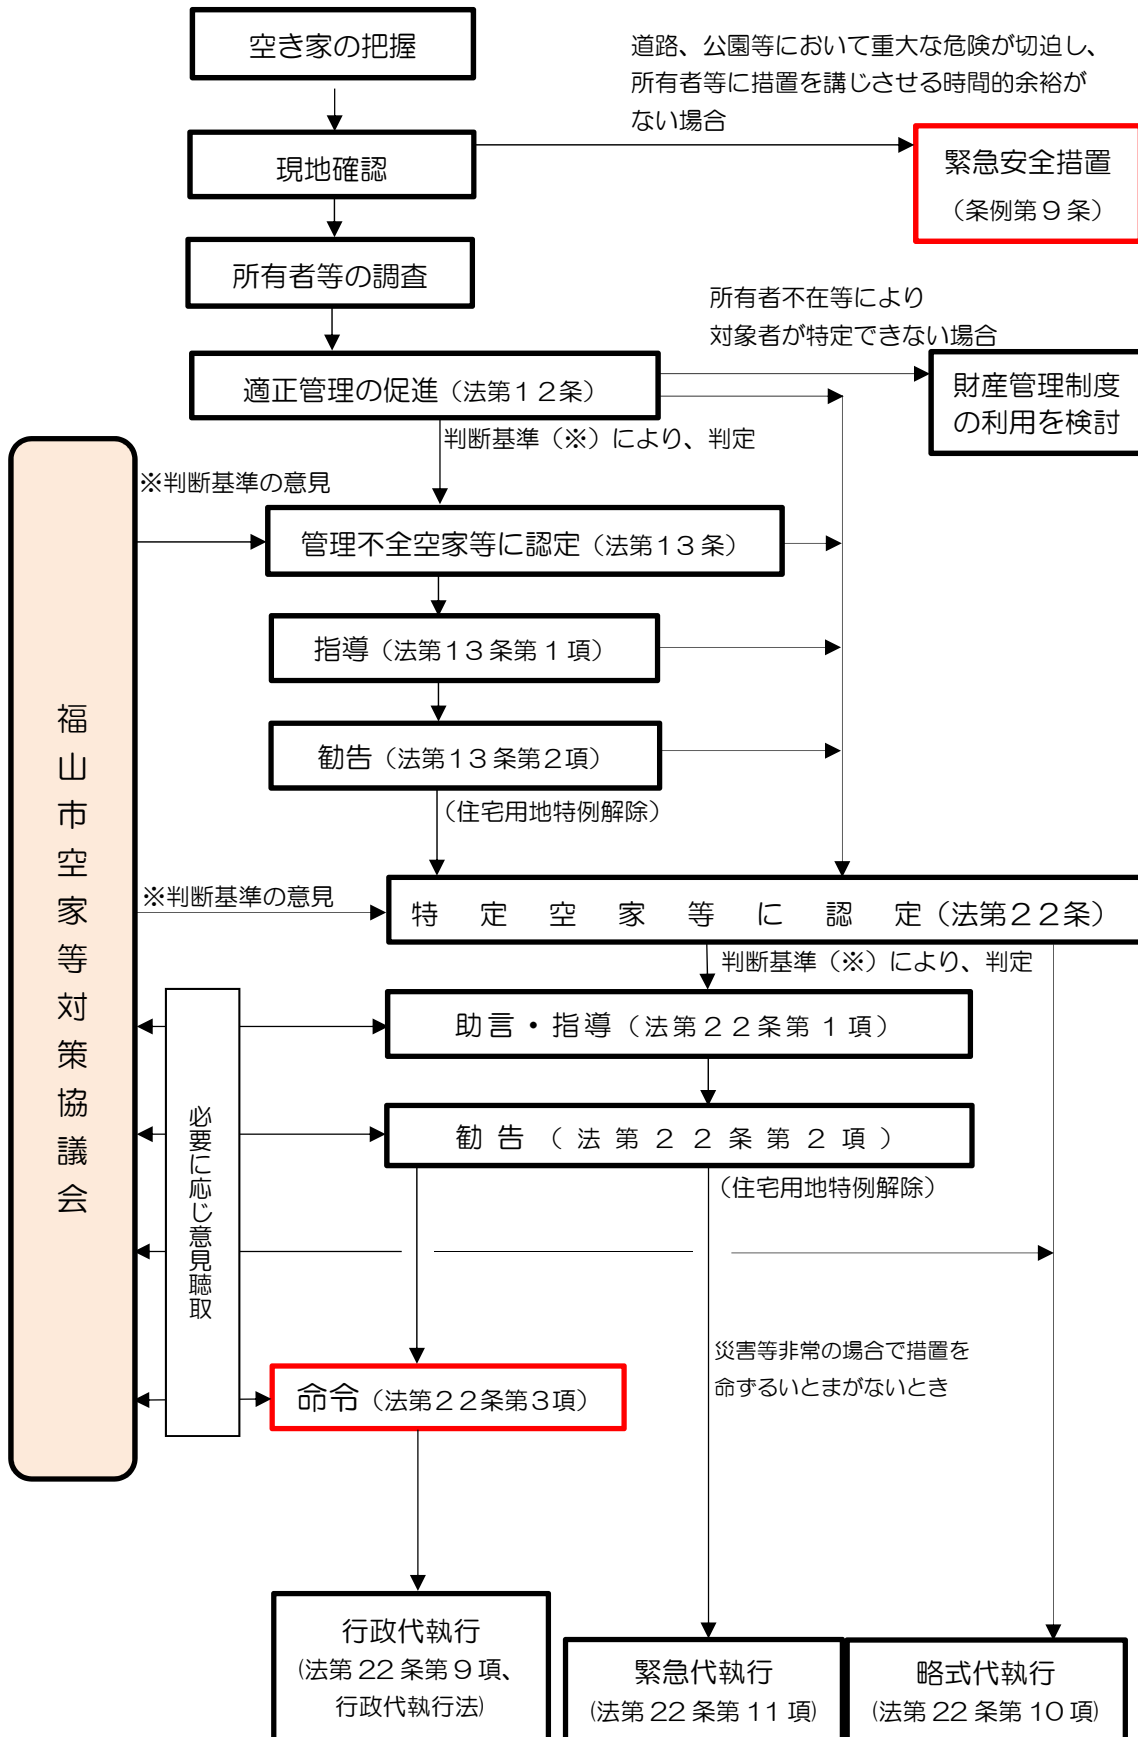 空き家の把握
道路、公園等において重大な危険が切迫し、
所有者等に措置を講じさせる時間的余裕が
ない場合
現地確認
緊急安全措置
（条例第９条）
所有者等の調査
所有者不在等により
対象者が特定できない場合
適正管理の促進（法第１２条）
財産管理制度
の利用を検討
判断基準（※）により、判定
※判断基準の意見
管理不全空家等に認定（法第１３条）
指導（法第１３条第１項）
勧告（法第１３条第２項）
（住宅用地特例解除）
福山市空家等対策協議会
※判断基準の意見
特定空家等に認定（法第２２条）
判断基準（※）により、判定
助言・指導（法第２２条第１項）
必要に応じ意見聴取
勧告（法第２２条第２項）
（住宅用地特例解除）
災害等非常の場合で措置を
命ずるいとまがないとき
命令（法第２２条第３項）
行政代執行
(法第 22 条第９項、
行政代執行法)
緊急代執行
(法第 22 条第 11 項)
略式代執行
(法第 22 条第 10 項)